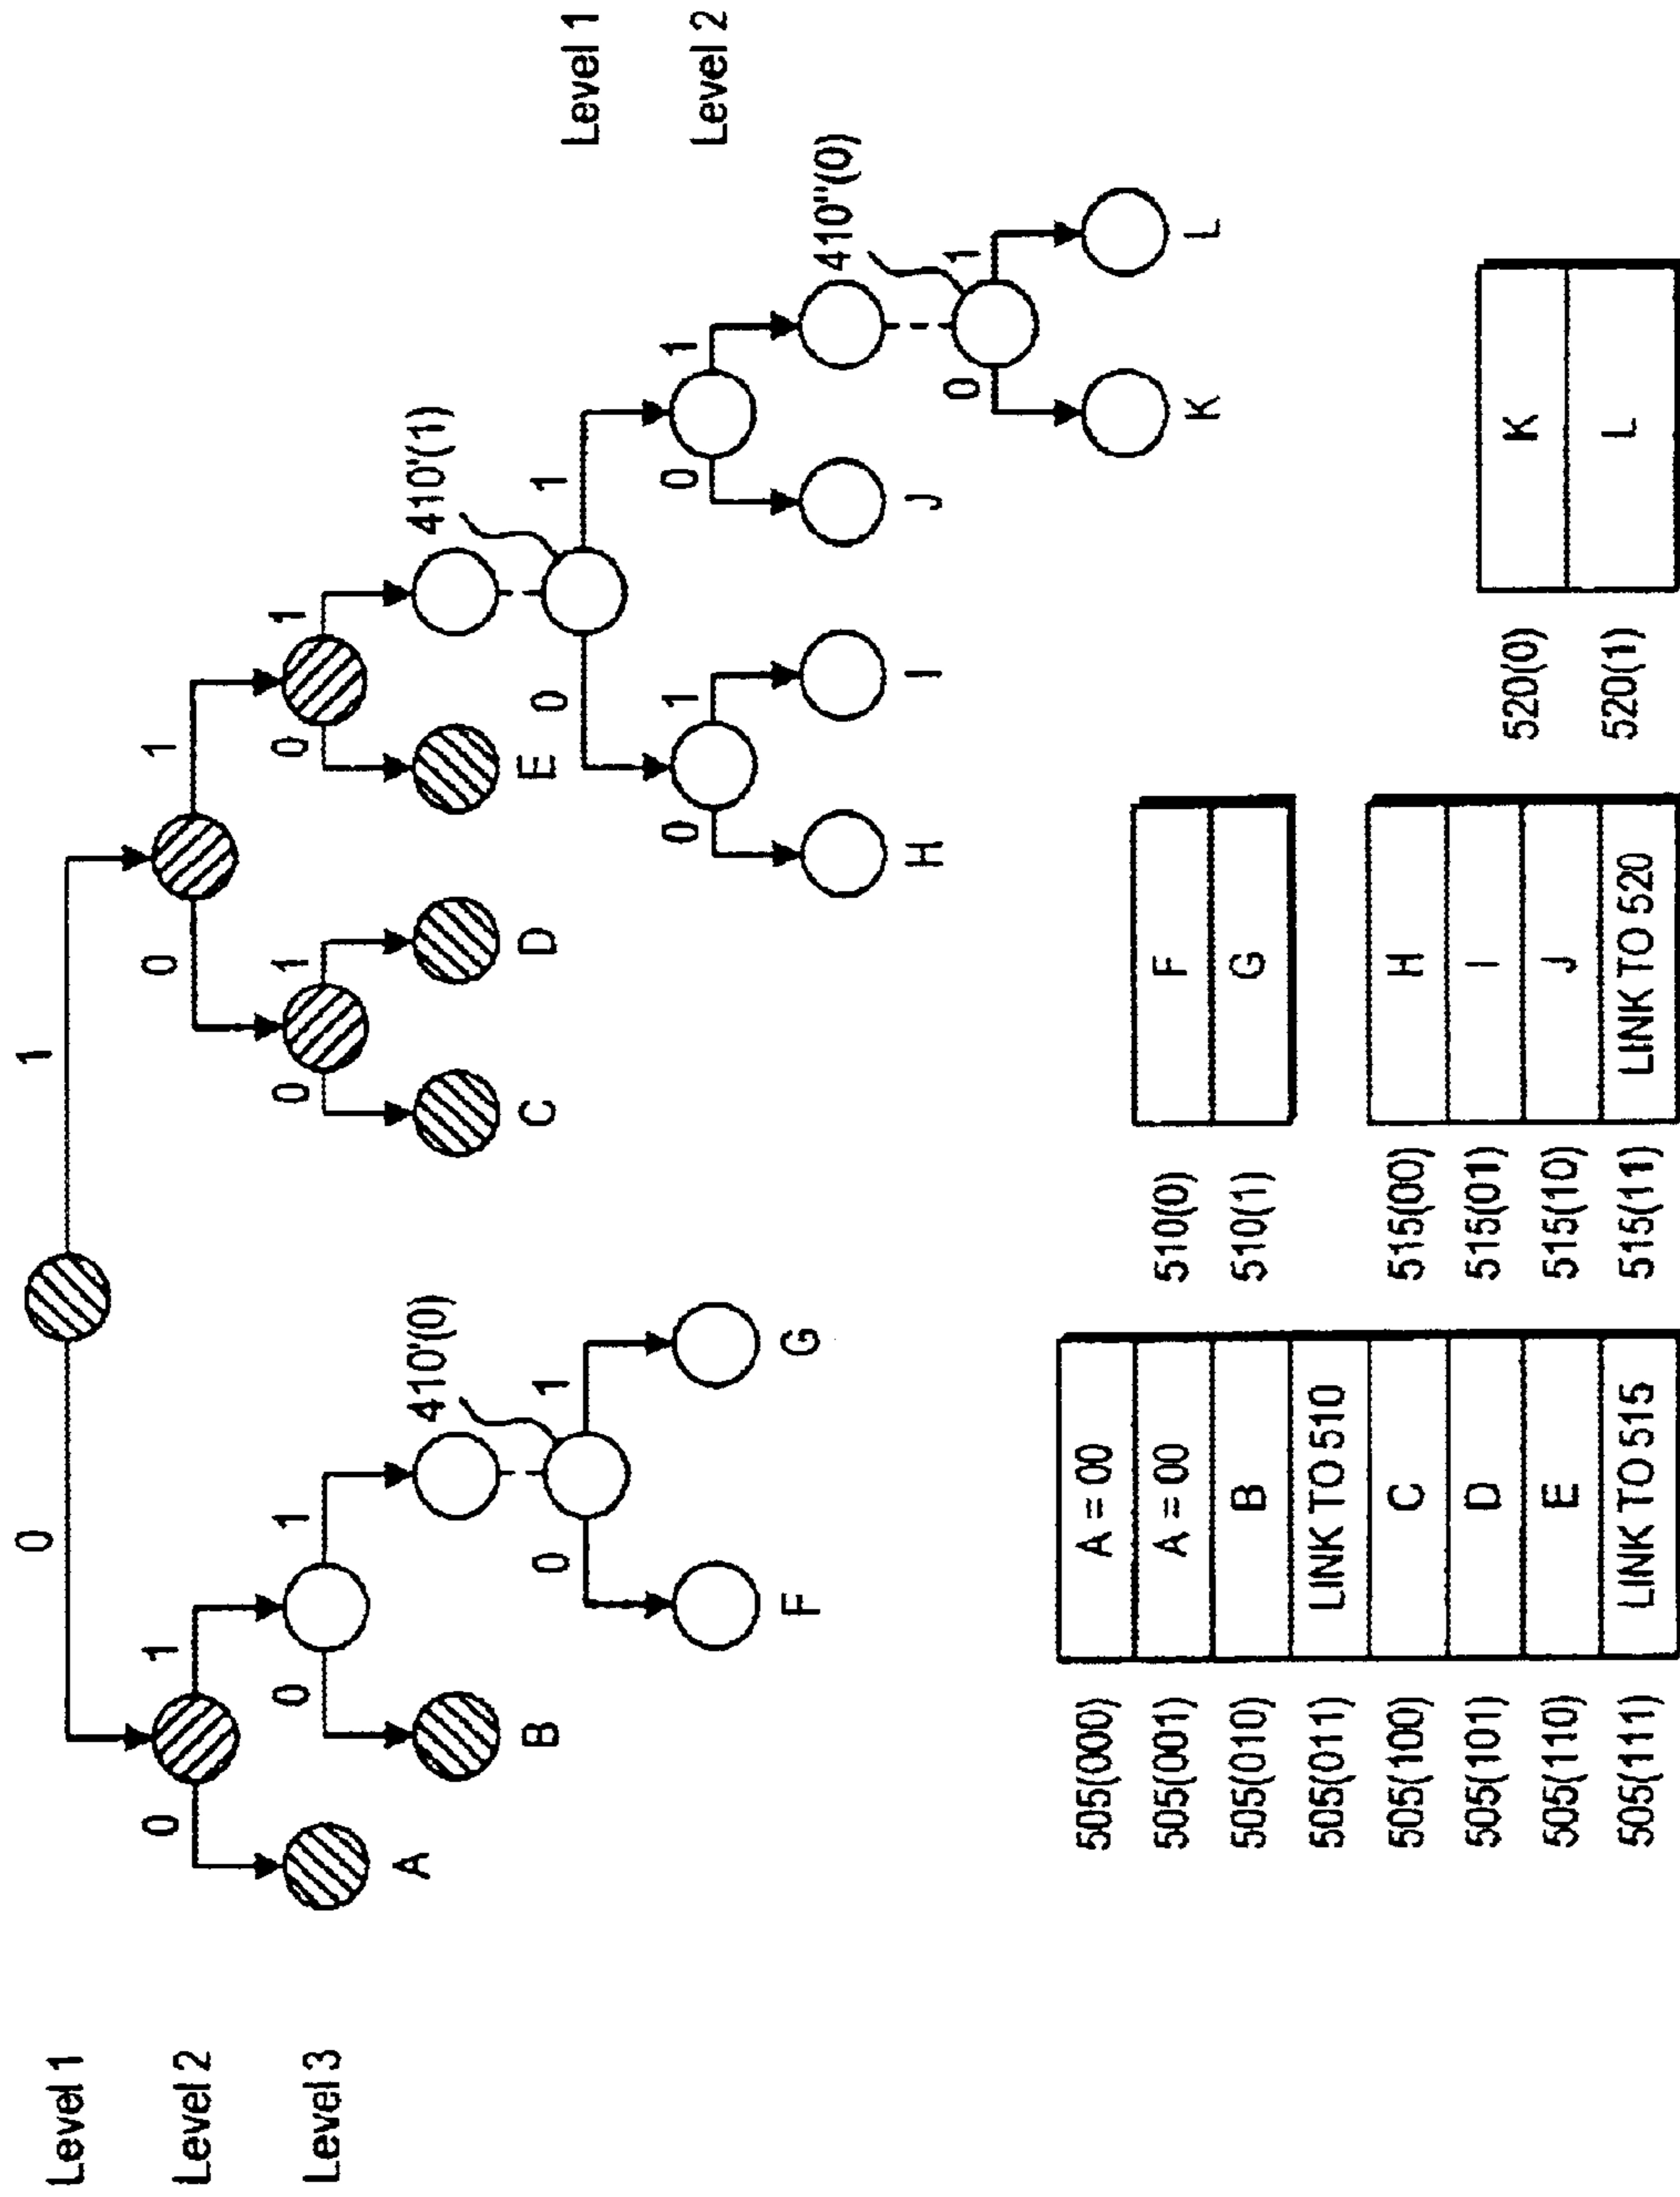 0 1
Level 1
0 1 0 1
Level 2
0 1 0 1 0 1
Level 3
A
410'(0)
410'(1)
B C D E
0 1 0 1
Level 1
F G
0 1 0 1
Level 2
410''(0)
H I J
0 1
K L
505(000) A = 00
505(001) A = 00
505(010) B
505(011) LINK TO 510
505(100) C
505(101) D
505(110) E
505(111) LINK TO 515
510(0) F
510(1) G
515(00) H
515(01) I
515(10) J
515(11) LINK TO 520
520(0) K
520(1) L